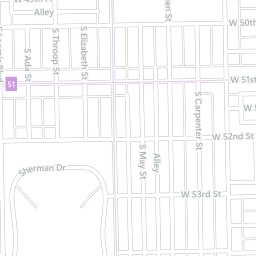 Alley
W 50th
S Ada St
S Throop St
S Elizabeth St
51
W 51st
S Carpenter St
W 52nd St
S May St
Alley
Sherman Dr
W 53rd St